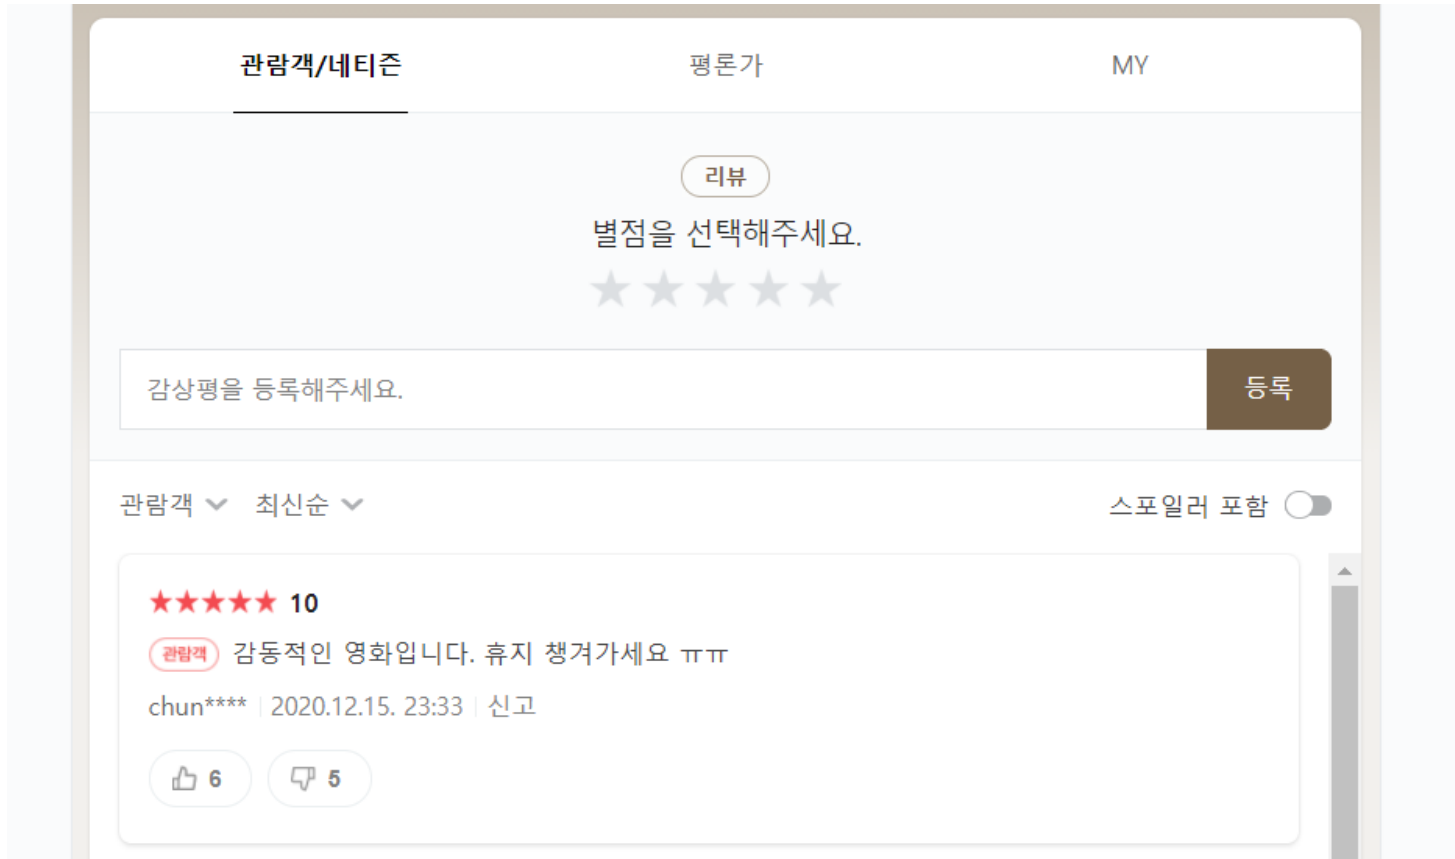 관람객/네티즌 평론가 MY
리뷰
별점을 선택해주세요.
감상평을 등록해주세요. 등록
관람객 최신순 스포일러 포함
10
관람객 감동적인 영화입니다. 휴지 챙겨가세요 ㅠㅠ
chun**** 2020.12.15. 23:33 신고
6 5